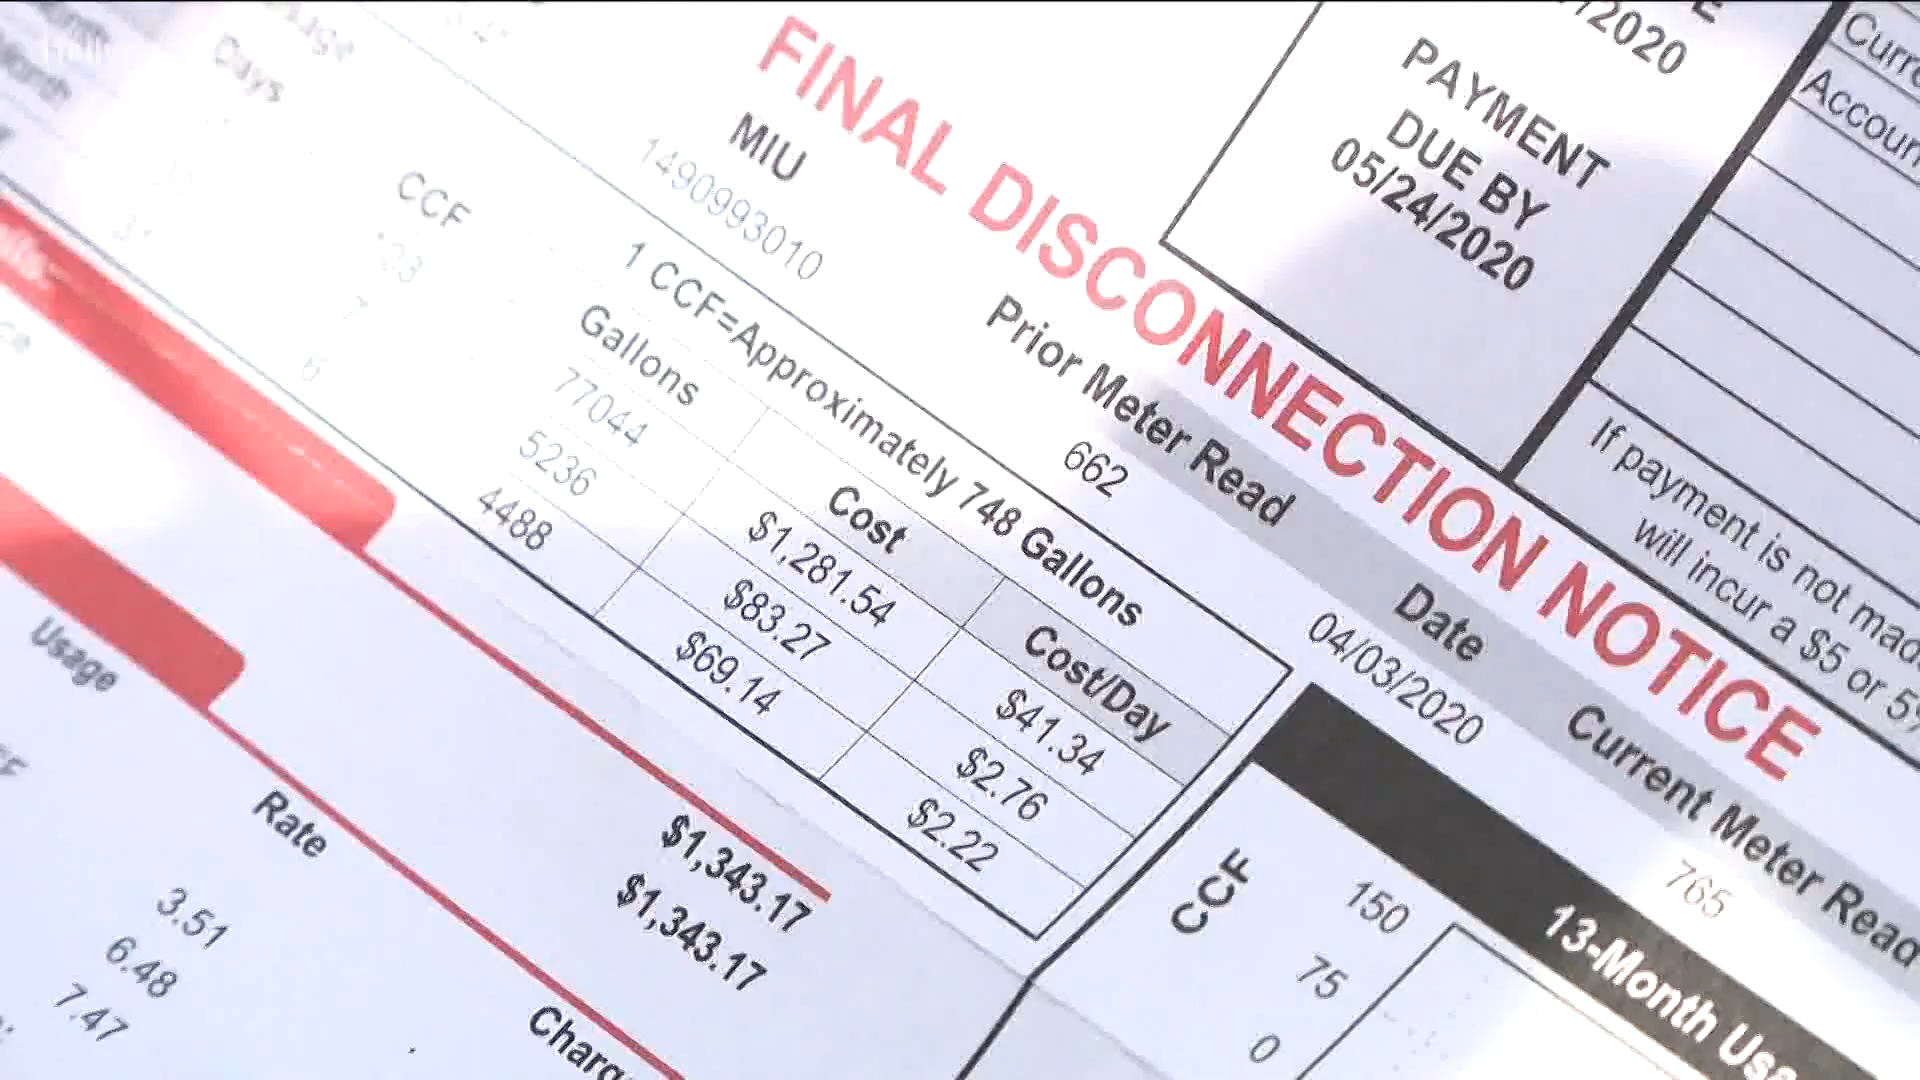 /2020
PAYMENT
DUE BY
05/24/2020
FINAL DISCONNECTION NOTICE
MIU
1490993010
Prior Meter Read
662
Date
04/03/2020
Current Meter Read
765
If payment is not made
will incur a $5 or 5%
Days
CCF
7
6
1 CCF=Approximately 748 Gallons
Gallons Cost Cost/Day
77044 $1,281.54 $41.34
5236 $83.27 $2.76
4488 $69.14 $2.22
$1,343.17
$1,343.17
Usage
Rate
3.51
6.48
7.47
13-Month
CCF
150
75
0